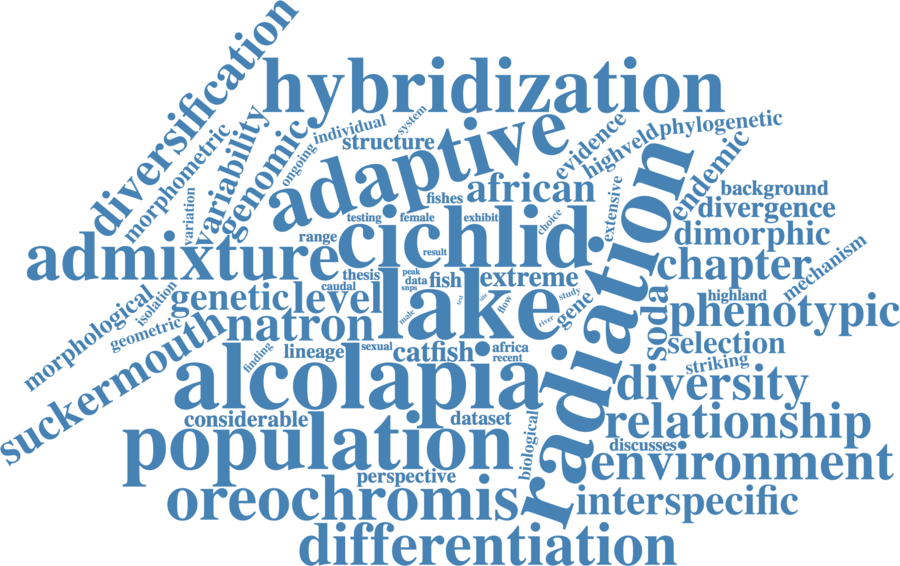 diversification
hybridization
morphometric
variability
genomic
individual
system
structure
ongoing
adaptive
evidence
highveld
phylogenetic
endemic
variation
fishes
african
extensive
background
divergence
testing
female
exhibit
choice
range
cichlid
result
dimorphic
admixture
radiation
chapter
mechanism
thesis
peak
data
fish
extreme
caudal
snps
morphological
isolation
genetic
level
lake
flow
study
gene
soda
highland
phenotypic
geometric
natron
male
river
suckermouth
finding
lineage
sexual
catfish
africa
recent
selection
striking
alcolapia
diversity
considerable
dataset
relationship
population
biological
discusses
environment
perspective
oreochromis
interspecific
differentiation